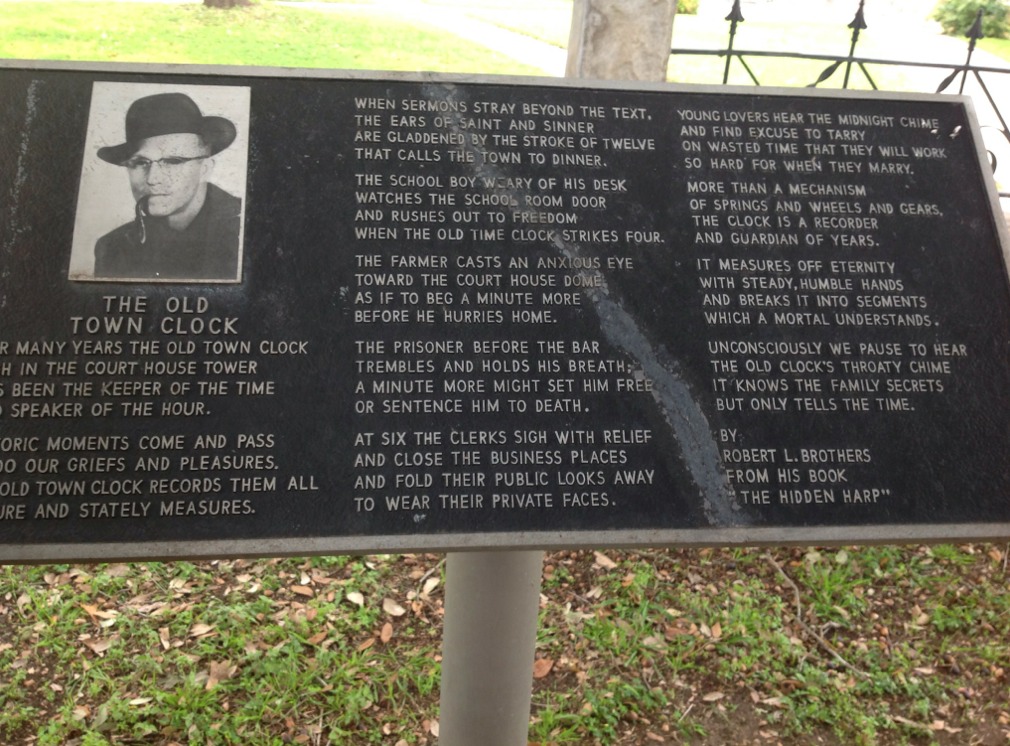 THE OLD
TOWN CLOCK
MANY YEARS THE OLD TOWN CLOCK
IN THE COURT HOUSE TOWER
BEEN THE KEEPER OF THE TIME
SPEAKER OF THE HOUR.
MOMENTS COME AND PASS
OUR GRIEFS AND PLEASURES.
OLD TOWN CLOCK RECORDS THEM ALL
AND STATELY MEASURES.
WHEN SERMONS STRAY BEYOND THE TEXT,
THE EARS OF SAINT AND SINNER
ARE GLADDENED BY THE STROKE OF TWELVE
THAT CALLS THE TOWN TO DINNER.
THE SCHOOL BOY WEARY OF HIS DESK
WATCHES THE SCHOOL ROOM DOOR
AND RUSHES OUT TO FREEDOM
WHEN THE OLD TIME CLOCK STRIKES FOUR.
THE FARMER CASTS AN ANXIOUS EYE
TOWARD THE COURT HOUSE DOME
AS IF TO BEG A MINUTE MORE
BEFORE HE HURRIES HOME.
THE PRISONER BEFORE THE BAR
TREMBLES AND HOLDS HIS BREATH;
A MINUTE MORE MIGHT SET HIM FREE
OR SENTENCE HIM TO DEATH.
AT SIX THE CLERKS SIGH WITH RELIEF
AND CLOSE THE BUSINESS PLACES
AND FOLD THEIR PUBLIC LOOKS AWAY
TO WEAR THEIR PRIVATE FACES.
YOUNG LOVERS HEAR THE MIDNIGHT CHIME
AND FIND EXCUSE TO TARRY
ON WASTED TIME THAT THEY WILL WORK
SO HARD FOR WHEN THEY MARRY.
MORE THAN A MECHANISM
OF SPRINGS AND WHEELS AND GEARS,
THE CLOCK IS A RECORDER
AND GUARDIAN OF YEARS.
IT MEASURES OFF ETERNITY
WITH STEADY, HUMBLE HANDS
AND BREAKS IT INTO SEGMENTS
WHICH A MORTAL UNDERSTANDS.
UNCONSCIOUSLY WE PAUSE TO HEAR
THE OLD CLOCK'S THROATY CHIME
IT KNOWS THE FAMILY SECRETS
BUT ONLY TELLS THE TIME.
BY:
ROBERT L. BROTHERS
FROM HIS BOOK
"THE HIDDEN HARP"